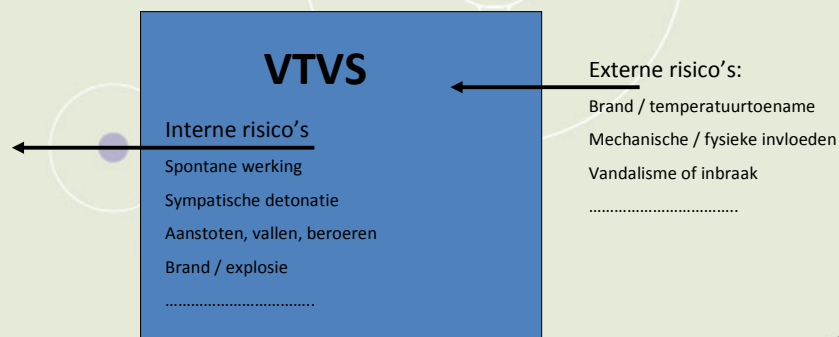 VTVS
Interne risico's
Spontane werking
Sympatische detonatie
Aanstoten, vallen, beroeren
Brand / explosie
……………………………..
Externe risico's:
Brand / temperatuurtoename
Mechanische / fysieke invloeden
Vandalisme of inbraak
……………………………..